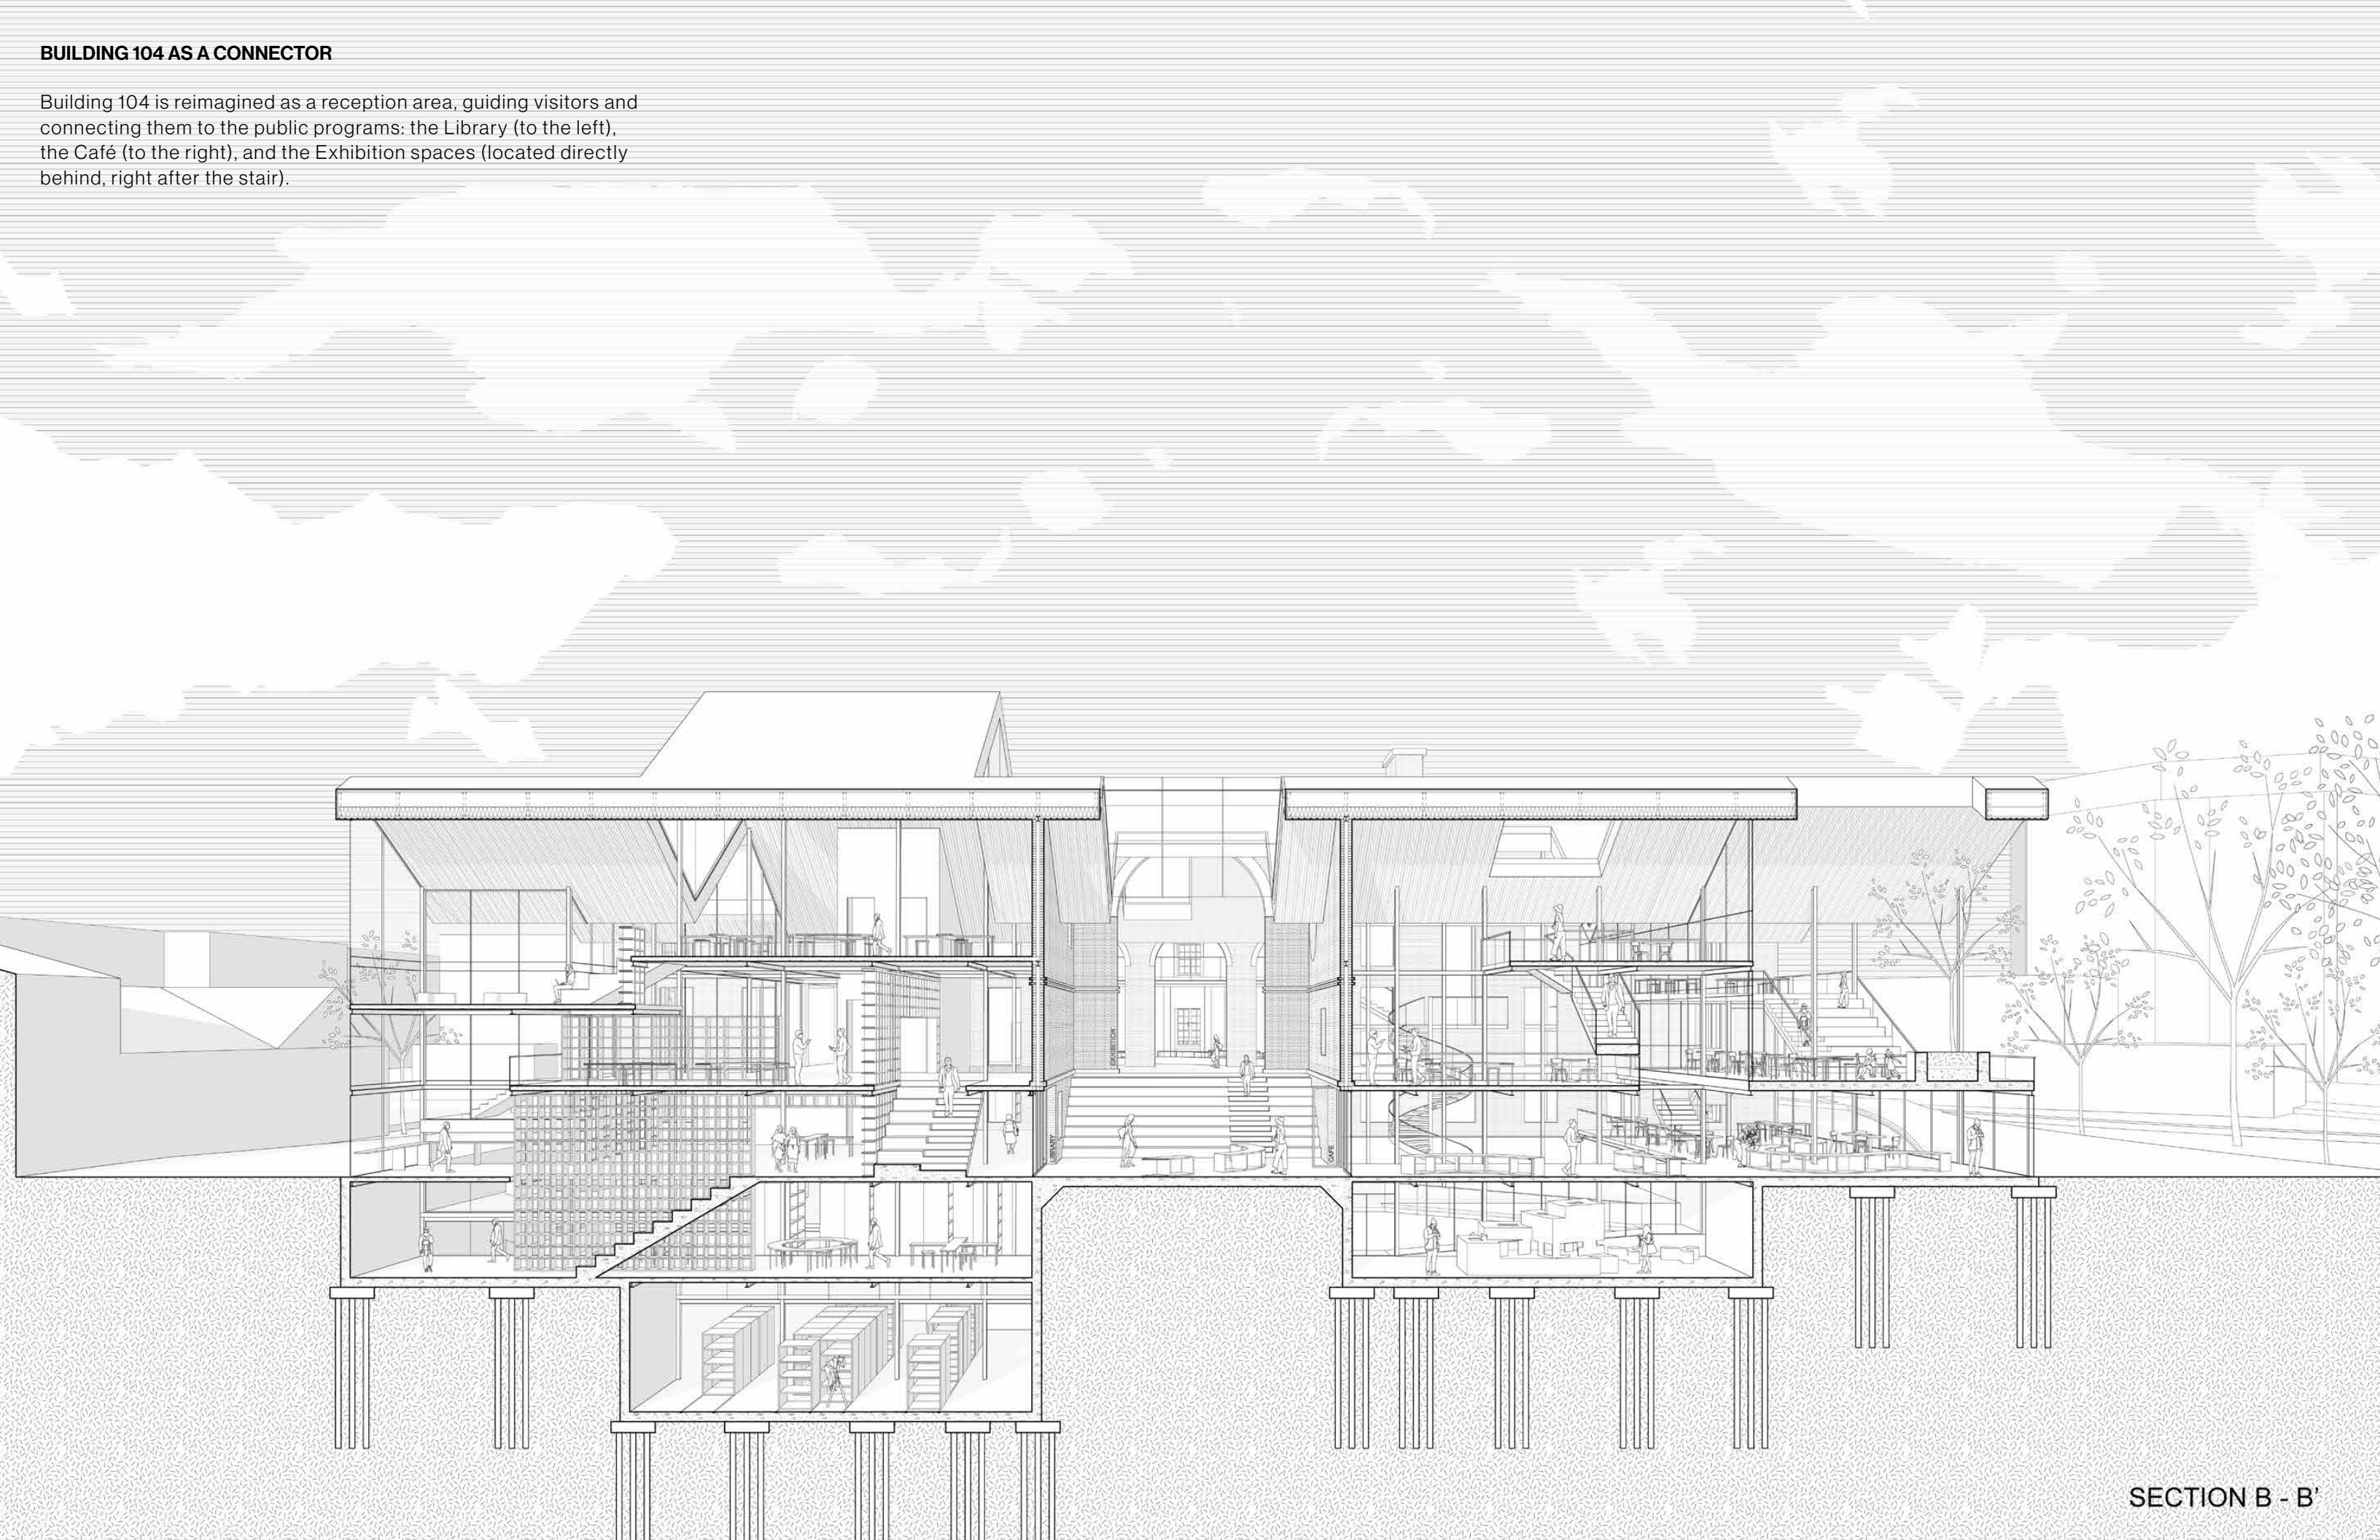 BUILDING 104 AS A CONNECTOR
Building 104 is reimagined as a reception area, guiding visitors and
connecting them to the public programs: the Library (to the left),
the Café (to the right), and the Exhibition spaces (located directly
behind, right after the stair).
EXHIBITION
LIBRARY
CAFE
SECTION B - B’